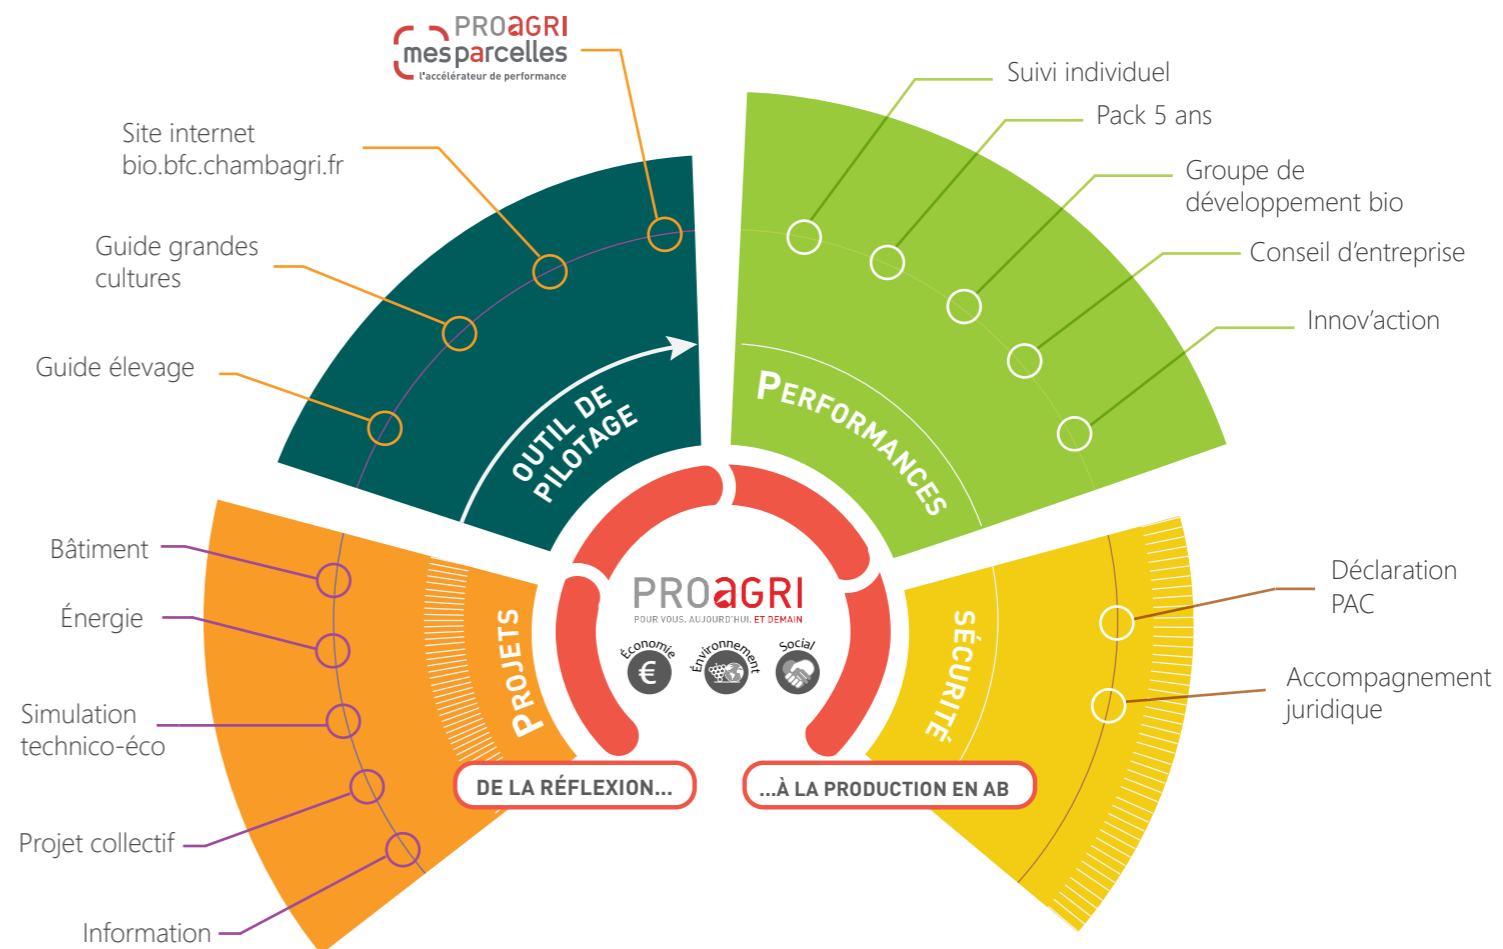 PROAGRI
mesparcelles
l'accélérateur de performance
Site internet
bio.bfc.chambagri.fr
Guide grandes
cultures
Guide élevage
OUTIL DE
PILOTAGE
Suivi individuel
Pack 5 ans
Groupe de
développement bio
Conseil d'entreprise
Innov'action
PERFORMANCES
Bâtiment
Énergie
Simulation
technico-éco
Projet collectif
Information
PROJETS
PROAGRI
POUR VOUS, AUJOURD'HUI, ET DEMAIN
Économie
€
Environnement
Social
SÉCURITÉ
Déclaration
PAC
Accompagnement
juridique
DE LA RÉFLEXION...
...À LA PRODUCTION EN AB